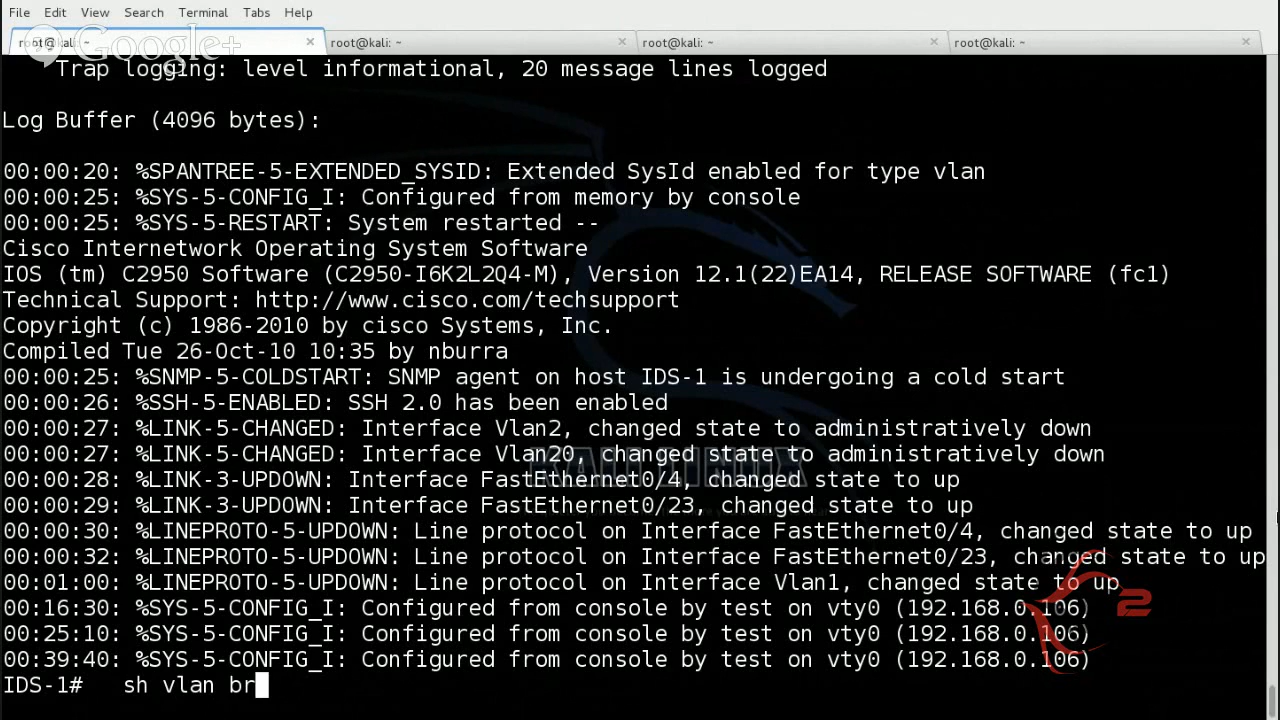 File Edit View Search Terminal Tabs Help
root@kali: ~ × root@kali: ~ × root@kali: ~ × root@kali: ~ ×
Google+
Trap logging: level informational, 20 message lines logged
Log Buffer (4096 bytes):
00:00:20: %SPANTREE-5-EXTENDED_SYSID: Extended SysId enabled for type vlan
00:00:25: %SYS-5-CONFIG_I: Configured from memory by console
00:00:25: %SYS-5-RESTART: System restarted --
Cisco Internetwork Operating System Software
IOS (tm) C2950 Software (C2950-I6K2L2Q4-M), Version 12.1(22)EA14, RELEASE SOFTWARE (fc1)
Technical Support: http://www.cisco.com/techsupport
Copyright (c) 1986-2010 by cisco Systems, Inc.
Compiled Tue 26-Oct-10 10:35 by nburra
00:00:25: %SNMP-5-COLDSTART: SNMP agent on host IDS-1 is undergoing a cold start
00:00:26: %SSH-5-ENABLED: SSH 2.0 has been enabled
00:00:27: %LINK-5-CHANGED: Interface Vlan2, changed state to administratively down
00:00:27: %LINK-5-CHANGED: Interface Vlan20, changed state to administratively down
KALI LINUX
00:00:28: %LINK-3-UPDOWN: Interface FastEthernet0/4, changed state to up
00:00:29: %LINK-3-UPDOWN: Interface FastEthernet0/23, changed state to up
00:00:30: %LINEPROTO-5-UPDOWN: Line protocol on Interface FastEthernet0/4, changed state to up
00:00:32: %LINEPROTO-5-UPDOWN: Line protocol on Interface FastEthernet0/23, changed state to up
00:01:00: %LINEPROTO-5-UPDOWN: Line protocol on Interface Vlan1, changed state to up
00:16:30: %SYS-5-CONFIG_I: Configured from console by test on vty0 (192.168.0.106)
2
00:25:10: %SYS-5-CONFIG_I: Configured from console by test on vty0 (192.168.0.106)
00:39:40: %SYS-5-CONFIG_I: Configured from console by test on vty0 (192.168.0.106)
IDS-1# sh vlan br